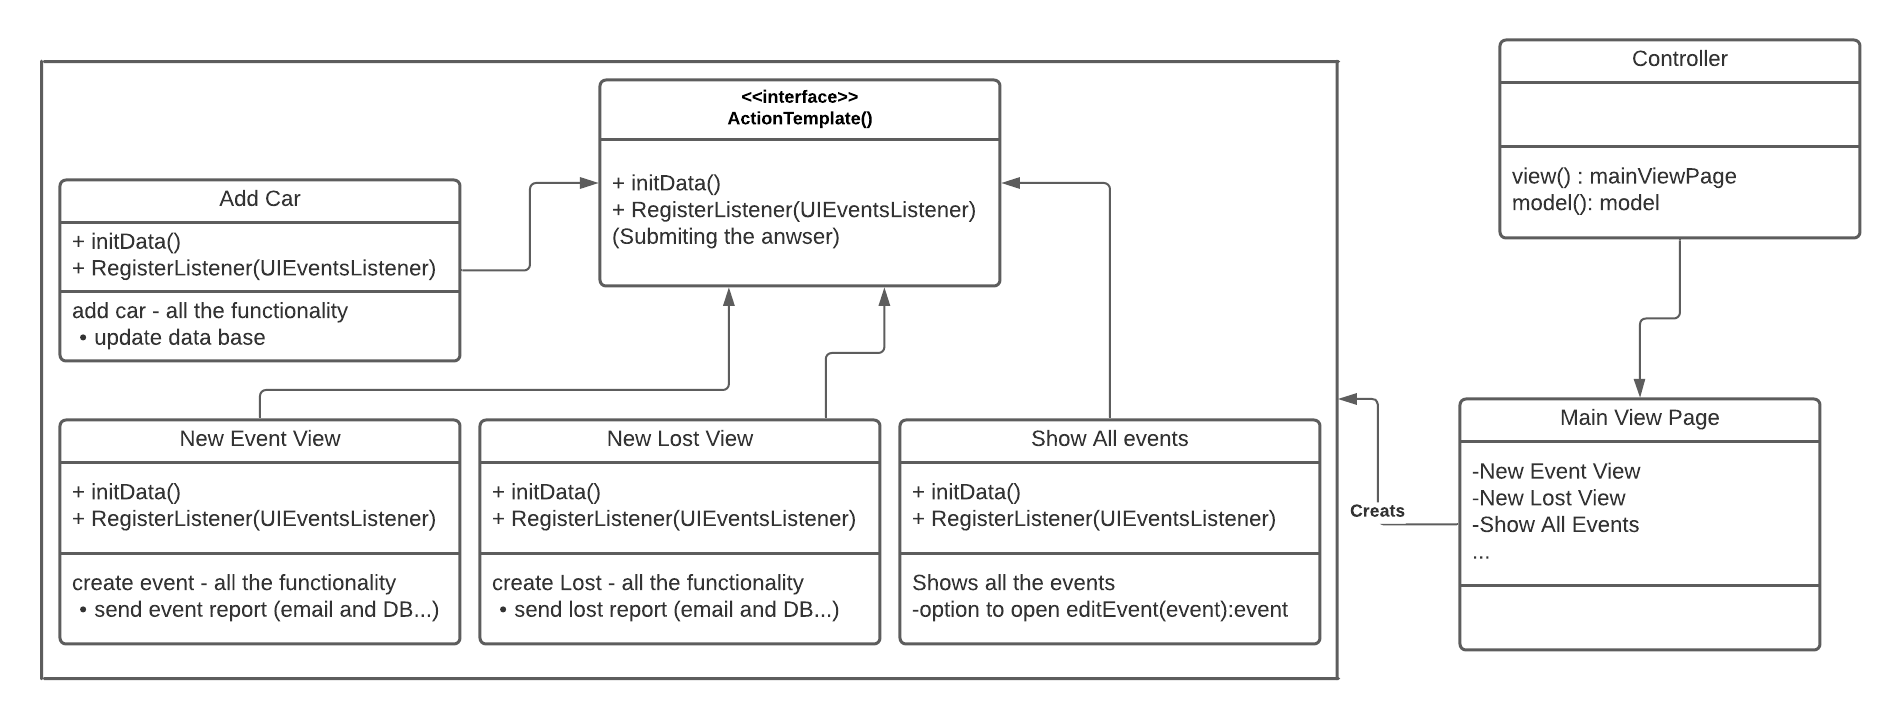 <<interface>>
ActionTemplate()
+ initData()
+ RegisterListener(UIEventsListener)
(Submiting the anwser)
Add Car
+ initData()
+ RegisterListener(UIEventsListener)
add car - all the functionality
• update data base
New Event View
+ initData()
+ RegisterListener(UIEventsListener)
create event - all the functionality
• send event report (email and DB...)
New Lost View
+ initData()
+ RegisterListener(UIEventsListener)
create Lost - all the functionality
• send lost report (email and DB...)
Show All events
+ initData()
+ RegisterListener(UIEventsListener)
Shows all the events
-option to open editEvent(event):event
Controller
view() : mainViewPage
model(): model
Creats
Main View Page
-New Event View
-New Lost View
-Show All Events
...